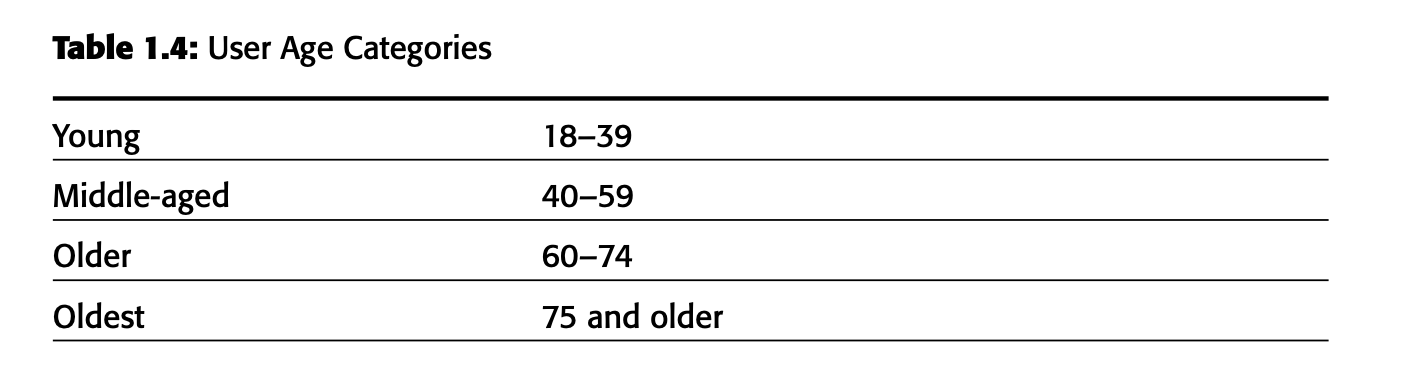 Table 1.4: User Age Categories
Young 18–39
Middle-aged 40–59
Older 60–74
Oldest 75 and older